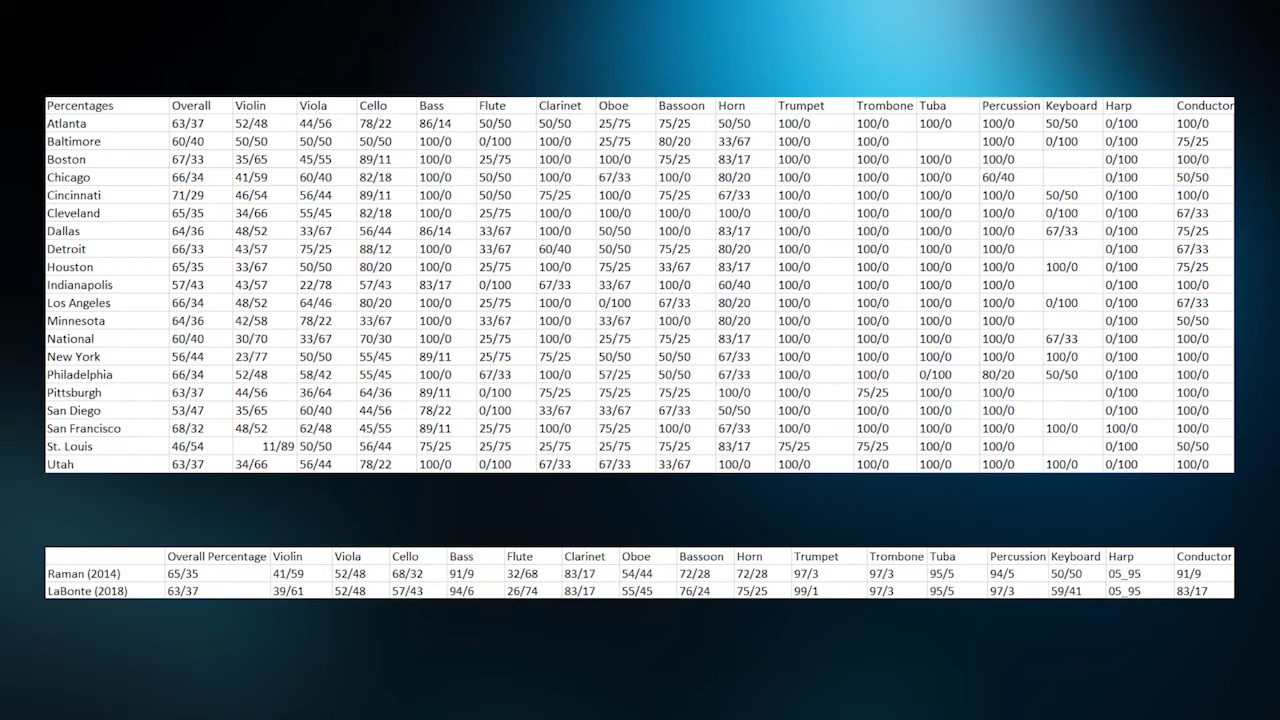 Percentages Overall Violin Viola Cello Bass Flute Clarinet Oboe Bassoon Horn Trumpet Trombone Tuba Percussion Keyboard Harp Conductor
Atlanta 63/37 52/48 44/56 78/22 86/14 50/50 50/50 25/75 75/25 50/50 100/0 100/0 100/0 100/0 50/50 0/100 100/0
Baltimore 60/40 50/50 50/50 50/50 100/0 0/100 100/0 25/75 80/20 33/67 100/0 100/0 100/0 0/100 0/100 75/25
Boston 67/33 35/65 45/55 89/11 100/0 25/75 100/0 100/0 75/25 83/17 100/0 100/0 100/0 100/0 0/100 100/0
Chicago 66/34 41/59 60/40 82/18 100/0 50/50 100/0 67/33 100/0 80/20 100/0 100/0 100/0 60/40 0/100 50/50
Cincinnati 71/29 46/54 56/44 89/11 100/0 50/50 75/25 100/0 75/25 67/33 100/0 100/0 100/0 100/0 50/50 0/100 100/0
Cleveland 65/35 34/66 55/45 82/18 100/0 25/75 100/0 100/0 100/0 100/0 100/0 100/0 100/0 100/0 0/100 0/100 67/33
Dallas 64/36 48/52 33/67 56/44 86/14 33/67 100/0 50/50 100/0 83/17 100/0 100/0 100/0 100/0 67/33 0/100 75/25
Detroit 66/33 43/57 75/25 88/12 100/0 33/67 60/40 50/50 75/25 80/20 100/0 100/0 100/0 100/0 0/100 67/33
Houston 65/35 33/67 50/50 80/20 100/0 25/75 100/0 75/25 33/67 83/17 100/0 100/0 100/0 100/0 100/0 0/100 75/25
Indianapolis 57/43 43/57 22/78 57/43 83/17 0/100 67/33 33/67 100/0 60/40 100/0 100/0 100/0 100/0 0/100 100/0
Los Angeles 66/34 48/52 64/46 80/20 100/0 25/75 100/0 0/100 67/33 80/20 100/0 100/0 100/0 100/0 0/100 0/100 67/33
Minnesota 64/36 42/58 78/22 33/67 100/0 33/67 100/0 33/67 100/0 80/20 100/0 100/0 100/0 100/0 0/100 50/50
National 60/40 30/70 33/67 70/30 100/0 25/75 100/0 25/75 75/25 83/17 100/0 100/0 100/0 100/0 67/33 0/100 100/0
New York 56/44 23/77 50/50 55/45 89/11 25/75 75/25 50/50 50/50 67/33 100/0 100/0 100/0 100/0 100/0 0/100 100/0
Philadelphia 66/34 52/48 58/42 55/45 100/0 67/33 100/0 57/25 50/50 67/33 100/0 100/0 0/100 80/20 50/50 0/100 100/0
Pittsburgh 63/37 44/56 36/64 64/36 89/11 0/100 75/25 75/25 75/25 100/0 100/0 75/25 100/0 100/0 0/100 100/0
San Diego 53/47 35/65 60/40 44/56 78/22 0/100 33/67 33/67 67/33 50/50 100/0 100/0 100/0 100/0 0/100 100/0
San Francisco 68/32 48/52 62/48 45/55 89/11 25/75 100/0 75/25 100/0 67/33 100/0 100/0 100/0 100/0 100/0 100/0 100/0
St. Louis 46/54 11/89 50/50 56/44 75/25 25/75 25/75 25/75 75/25 83/17 75/25 75/25 100/0 100/0 0/100 50/50
Utah 63/37 34/66 56/44 78/22 100/0 0/100 67/33 67/33 33/67 100/0 100/0 100/0 100/0 100/0 100/0 0/100 100/0
Overall Percentage Violin Viola Cello Bass Flute Clarinet Oboe Bassoon Horn Trumpet Trombone Tuba Percussion Keyboard Harp Conductor
Raman (2014) 65/35 41/59 52/48 68/32 91/9 32/68 83/17 54/44 72/28 72/28 97/3 97/3 95/5 94/5 50/50 05_95 91/9
LaBonte (2018) 63/37 39/61 52/48 57/43 94/6 26/74 83/17 55/45 76/24 75/25 99/1 97/3 95/5 97/3 59/41 05_95 83/17